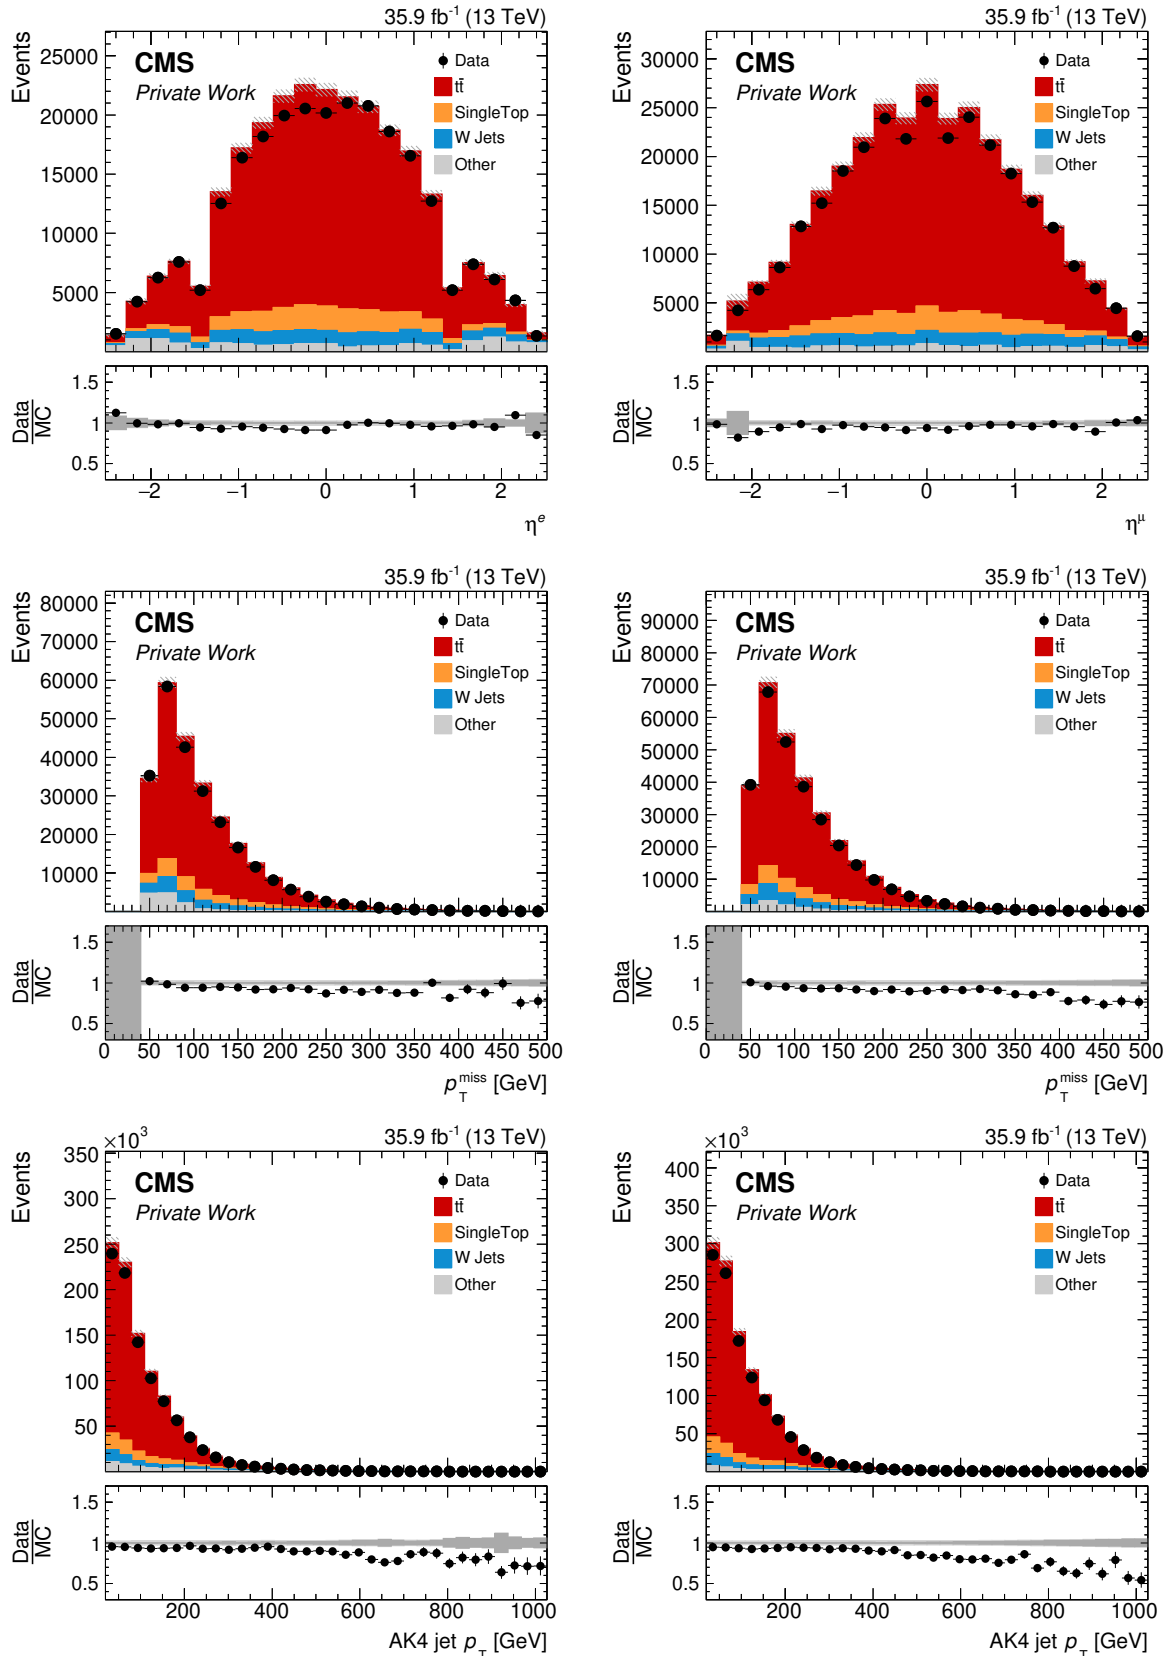 35.9 fb⁻¹ (13 TeV)
Events
25000
20000
15000
10000
5000
CMS
Private Work
Data
tt̄
SingleTop
W Jets
Other
Data
MC
1.5
1
0.5
−2 −1 0 1 2
ηᵉ
35.9 fb⁻¹ (13 TeV)
Events
30000
25000
20000
15000
10000
5000
CMS
Private Work
Data
tt̄
SingleTop
W Jets
Other
Data
MC
1.5
1
0.5
−2 −1 0 1 2
η^μ
35.9 fb⁻¹ (13 TeV)
Events
80000
70000
60000
50000
40000
30000
20000
10000
CMS
Private Work
Data
tt̄
SingleTop
W Jets
Other
Data
MC
1.5
1
0.5
0 50 100 150 200 250 300 350 400 450 500
p_T^miss [GeV]
35.9 fb⁻¹ (13 TeV)
Events
90000
80000
70000
60000
50000
40000
30000
20000
10000
CMS
Private Work
Data
tt̄
SingleTop
W Jets
Other
Data
MC
1.5
1
0.5
0 50 100 150 200 250 300 350 400 450 500
p_T^miss [GeV]
×10³
35.9 fb⁻¹ (13 TeV)
Events
350
300
250
200
150
100
50
CMS
Private Work
Data
tt̄
SingleTop
W Jets
Other
Data
MC
1.5
1
0.5
200 400 600 800 1000
AK4 jet p_T [GeV]
×10³
35.9 fb⁻¹ (13 TeV)
Events
400
350
300
250
200
150
100
50
CMS
Private Work
Data
tt̄
SingleTop
W Jets
Other
Data
MC
1.5
1
0.5
200 400 600 800 1000
AK4 jet p_T [GeV]